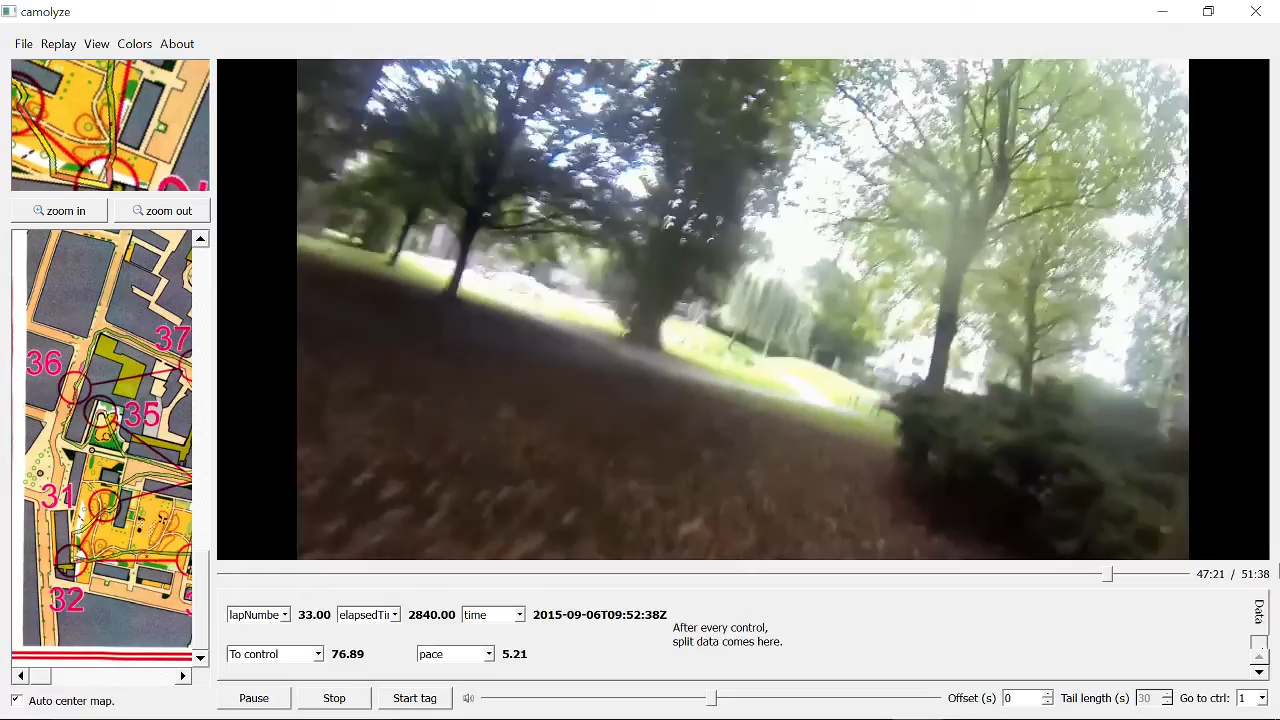 camolyze
File Replay View Colors About
zoom in zoom out
37
36
35
31
32
47:21 / 51:38
lapNumbe 33.00 elapsedTi 2840.00 time 2015-09-06T09:52:38Z
After every control,
split data comes here.
To control 76.89 pace 5.21
Data
Auto center map.
Pause Stop Start tag Offset (s) 0 Tail length (s) 30 Go to ctrl: 1